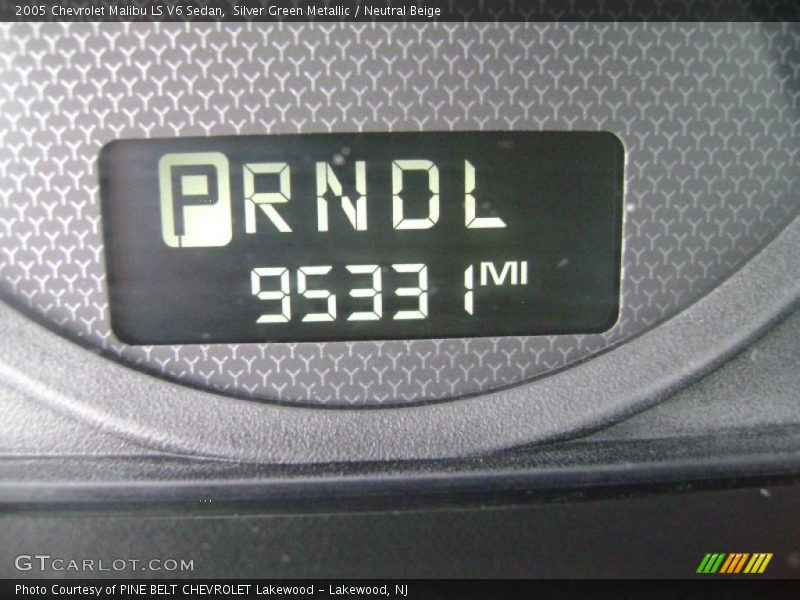 2005 Chevrolet Malibu LS V6 Sedan, Silver Green Metallic / Neutral Beige
PRNDL
95331 MI
GTCARLOT.COM
Photo Courtesy of PINE BELT CHEVROLET Lakewood - Lakewood, NJ